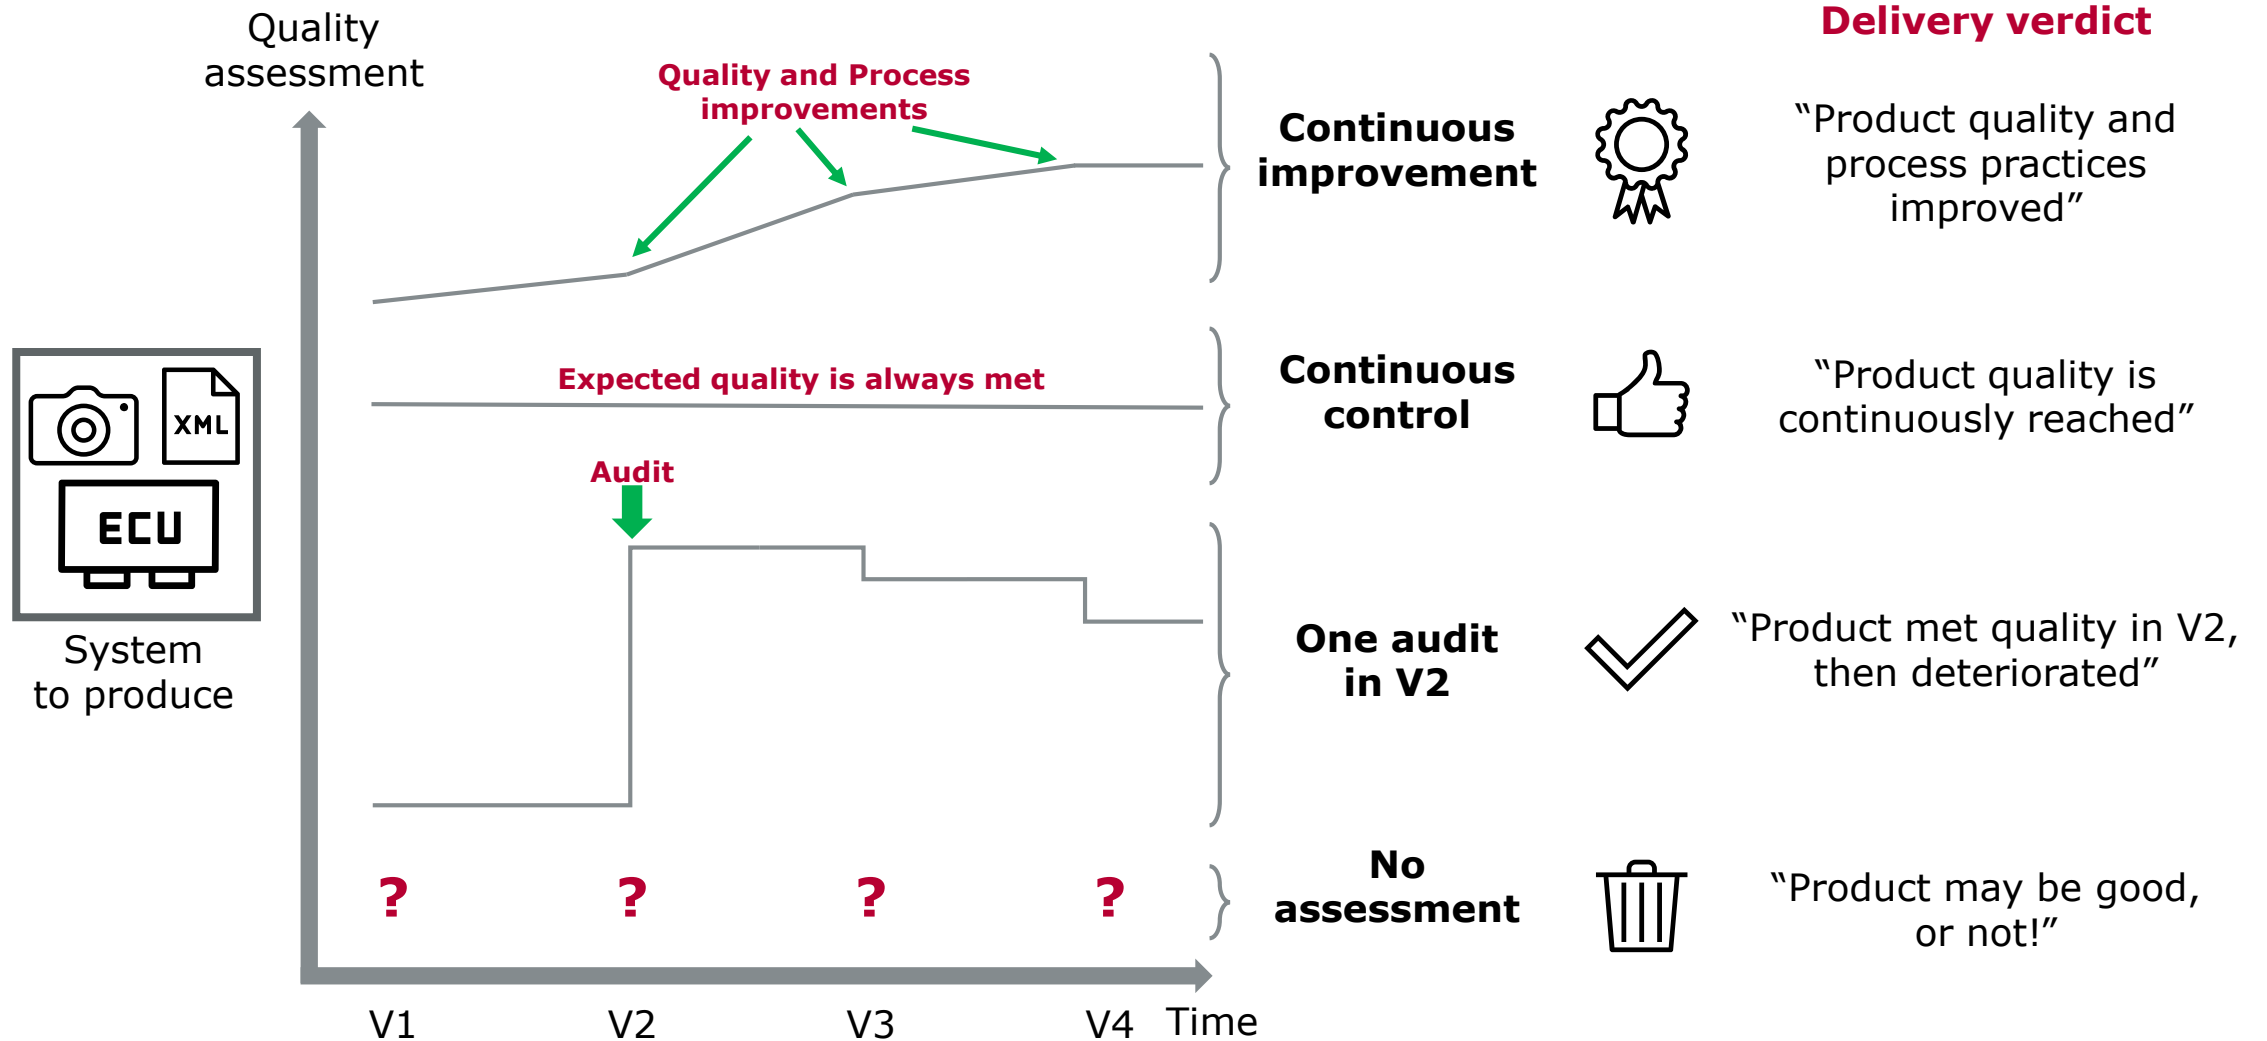 Quality
assessment
Delivery verdict
Quality and Process
improvements
Continuous
improvement
“Product quality and
process practices
improved”
Expected quality is always met
Continuous
control
“Product quality is
continuously reached”
XML
ECU
System
to produce
Audit
One audit
in V2
“Product met quality in V2,
then deteriorated”
?
?
?
?
No
assessment
“Product may be good,
or not!”
V1
V2
V3
V4
Time